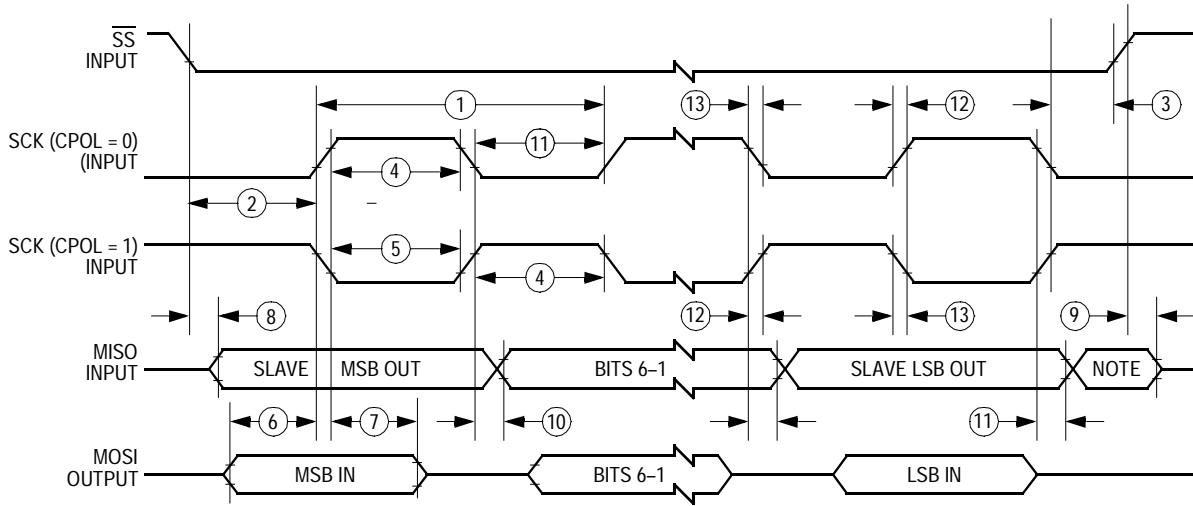 SS
INPUT
1
13
12
3
SCK (CPOL = 0)
(INPUT
11
4
2
–
SCK (CPOL = 1)
INPUT
5
4
8
12
13
9
MISO
INPUT
SLAVE MSB OUT
BITS 6–1
SLAVE LSB OUT
NOTE
6
7
10
11
MOSI
OUTPUT
MSB IN
BITS 6–1
LSB IN